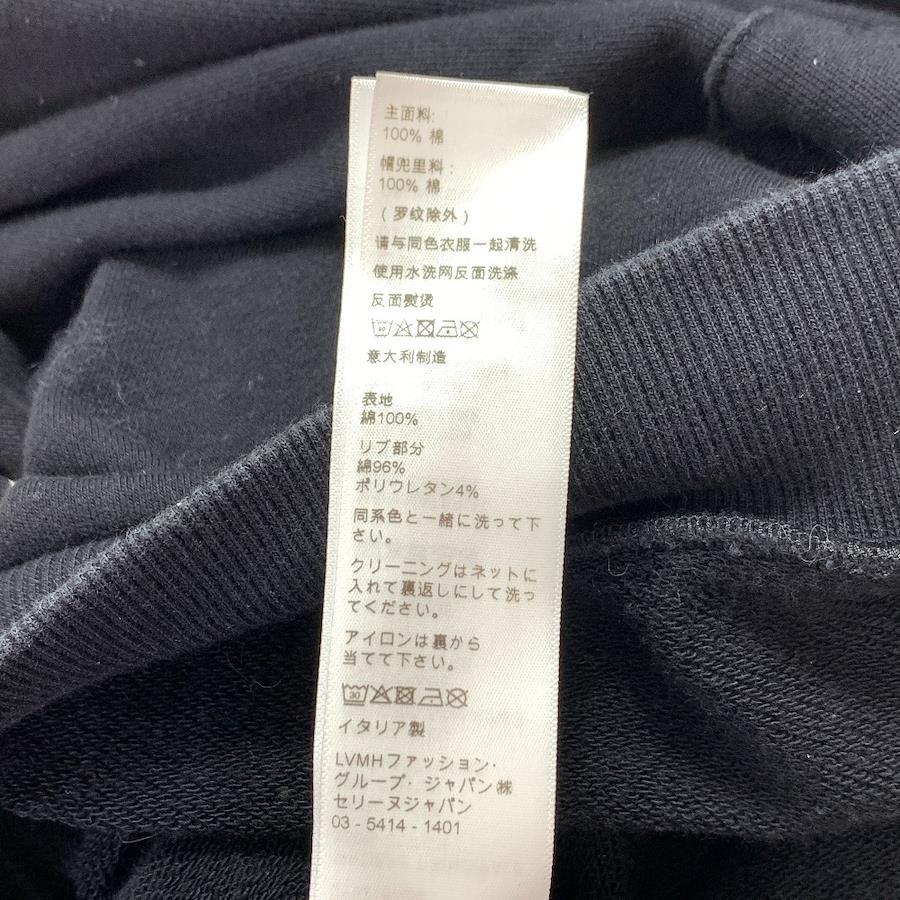 主面料:
100% 棉
帽兜里料:
100% 棉
(罗纹除外)
请与同色衣服一起清洗
使用水洗网反面洗涤
反面熨烫
意大利制造
表地
綿100%
リブ部分
綿96%
ポリウレタン4%
同系色と一緒に洗って下
さい。
クリーニングはネットに
入れて裏返しにして洗っ
てください。
アイロンは裏から
当てて下さい。
30
イタリア製
LVMHファッション・
グループ・ジャパン㈱
セリーヌジャパン
03 - 5414 - 1401